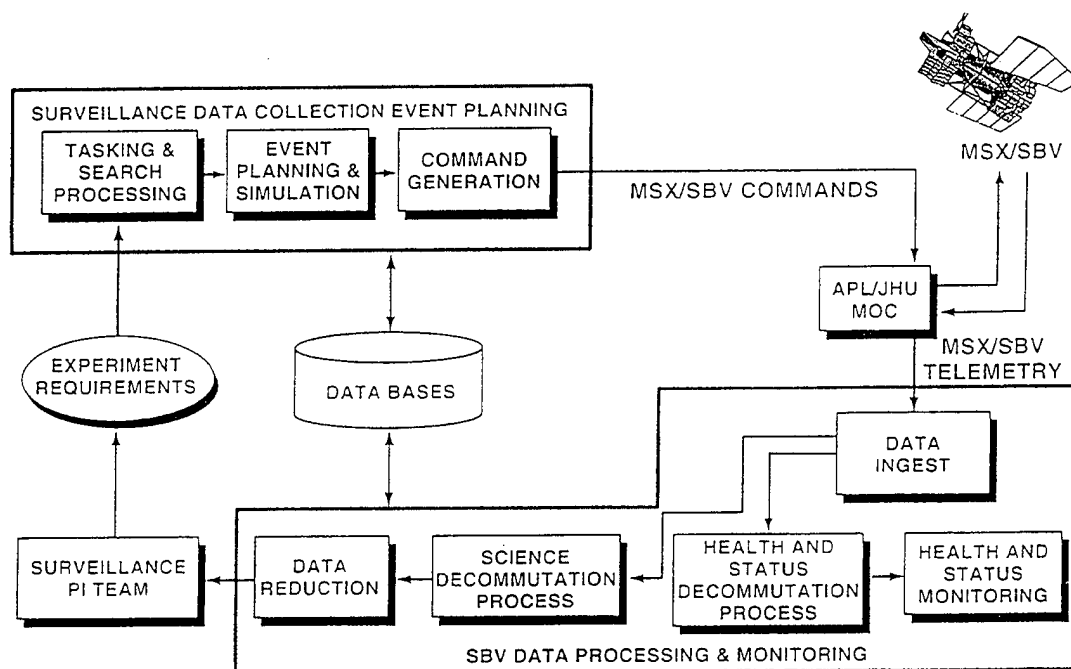 SURVEILLANCE DATA COLLECTION EVENT PLANNING
TASKING &
SEARCH
PROCESSING
EVENT
PLANNING &
SIMULATION
COMMAND
GENERATION
MSX/SBV COMMANDS
MSX/SBV
APL/JHU
MOC
MSX/SBV
TELEMETRY
EXPERIMENT
REQUIREMENTS
DATA BASES
DATA
INGEST
SURVEILLANCE
PI TEAM
DATA
REDUCTION
SCIENCE
DECOMMUTATION
PROCESS
HEALTH AND
STATUS
DECOMMUTATION
PROCESS
HEALTH AND
STATUS
MONITORING
SBV DATA PROCESSING & MONITORING